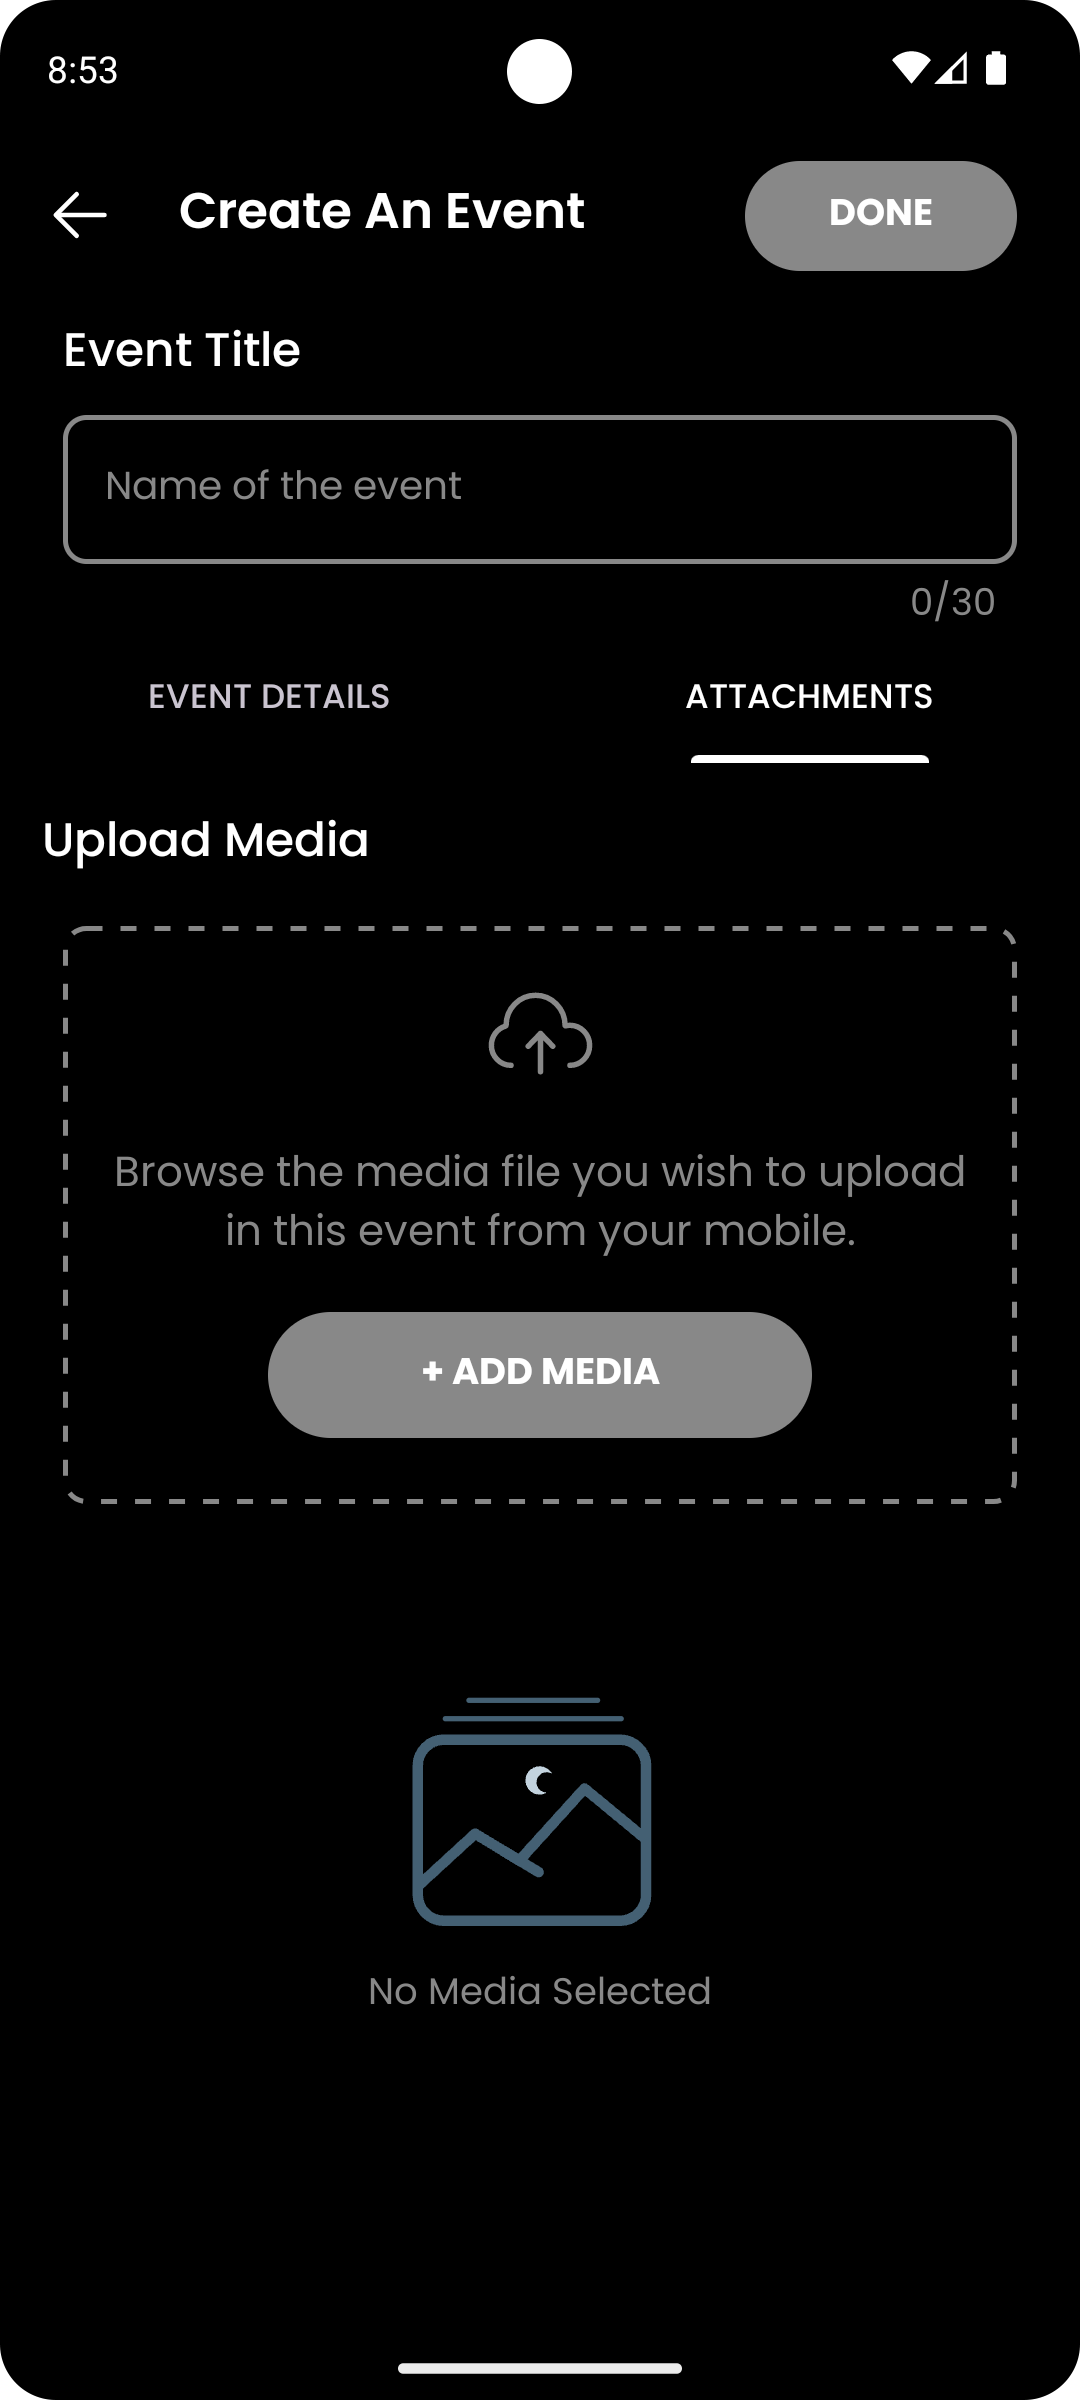 8:53
Create An Event
DONE
Event Title
Name of the event
0/30
EVENT DETAILS
ATTACHMENTS
Upload Media
Browse the media file you wish to upload
in this event from your mobile.
+ ADD MEDIA
No Media Selected